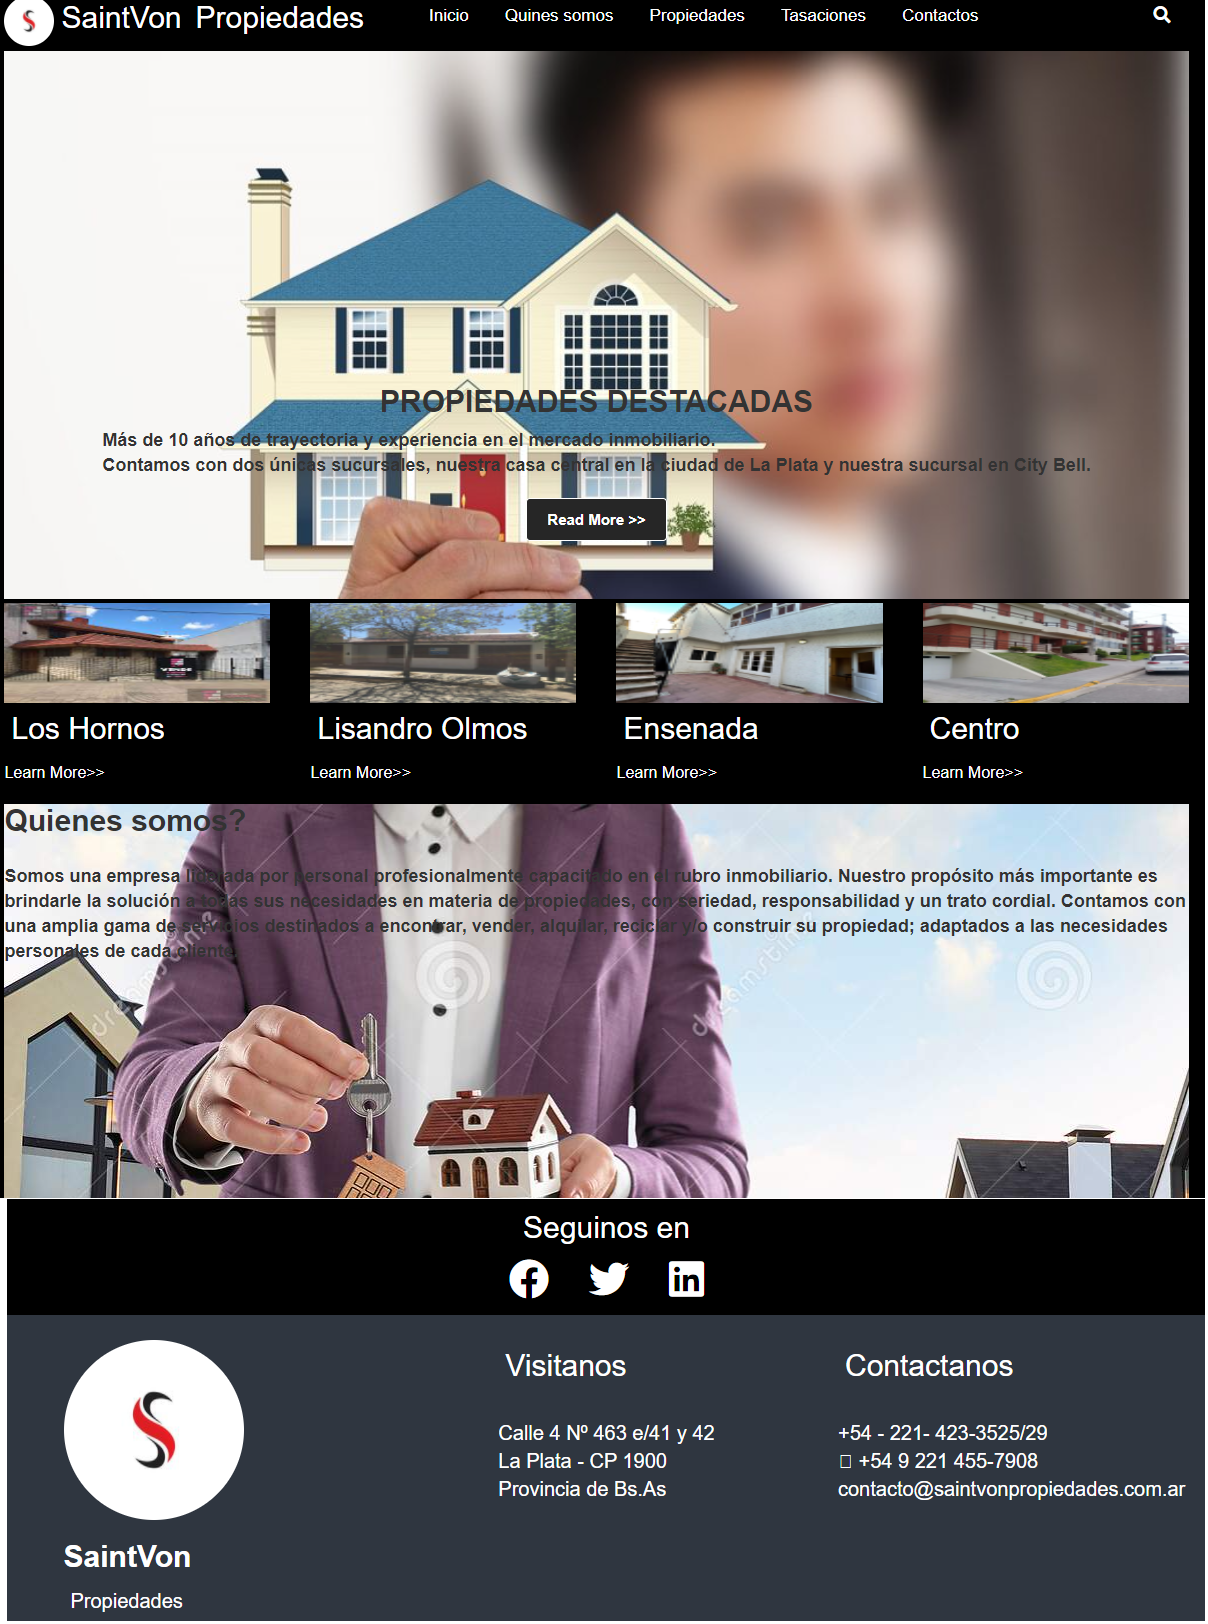 SaintVon Propiedades
Inicio Quines somos Propiedades Tasaciones Contactos
PROPIEDADES DESTACADAS
Más de 10 años de trayectoria y experiencia en el mercado inmobiliario.
Contamos con dos únicas sucursales, nuestra casa central en la ciudad de La Plata y nuestra sucursal en City Bell.
Read More >>
VENDE
Los Hornos Lisandro Olmos Ensenada Centro
Learn More>> Learn More>> Learn More>> Learn More>>
Quienes somos?
Somos una empresa liderada por personal profesionalmente capacitado en el rubro inmobiliario. Nuestro propósito más importante es
brindarle la solución a todas sus necesidades en materia de propiedades, con seriedad, responsabilidad y un trato cordial. Contamos con
una amplia gama de servicios destinados a encontrar, vender, alquilar, reciclar y/o construir su propiedad; adaptados a las necesidades
personales de cada cliente.
dreamstime
dreamstime
Seguinos en
Visitanos Contactanos
Calle 4 Nº 463 e/41 y 42 +54 - 221- 423-3525/29
La Plata - CP 1900 +54 9 221 455-7908
Provincia de Bs.As contacto@saintvonpropiedades.com.ar
SaintVon
Propiedades